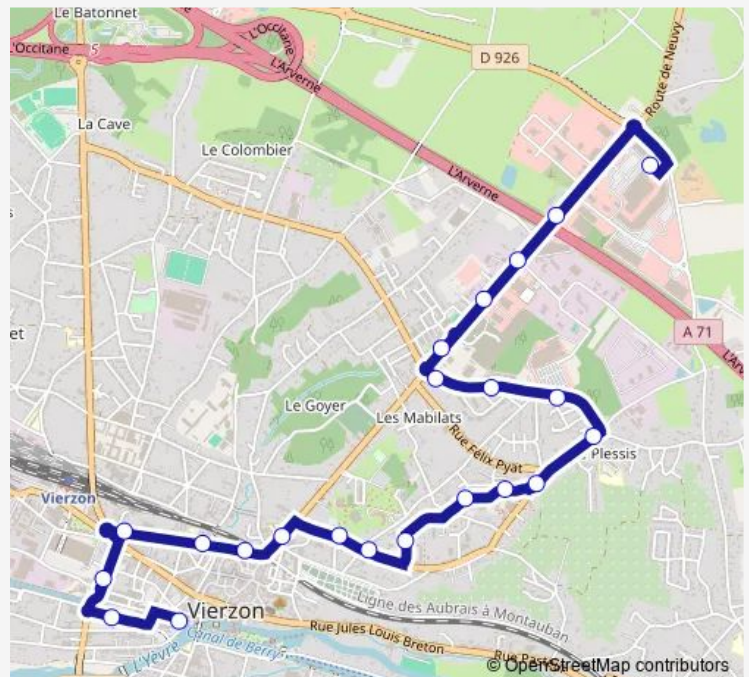 Le Batonnet
L'Occitane
5
L'Occitane
L'Arverne
D 926
Route de Neuvy
La Cave
Le Colombier
L'Arverne
A 71
Le Goyer
Les Mabilats
Rue Félix Pyat
Plessis
Vierzon
Vierzon
Ligne des Aubrais à Montauban
Rue Jules Louis Breton
Canal de Berry
L'Yèvre
© OpenStreetMap contributors